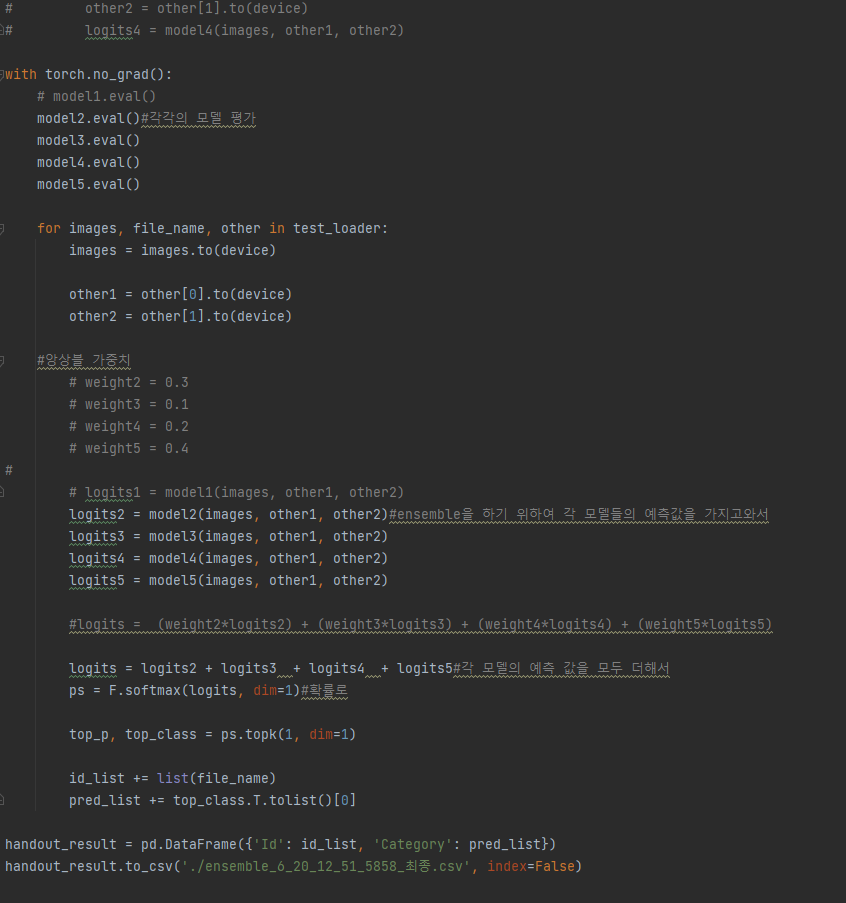 #         other2 = other[1].to(device)
#         logits4 = model4(images, other1, other2)
with torch.no_grad():
    # model1.eval()
    model2.eval()#각각의 모델 평가
    model3.eval()
    model4.eval()
    model5.eval()
    for images, file_name, other in test_loader:
        images = images.to(device)
        other1 = other[0].to(device)
        other2 = other[1].to(device)
    #앙상블 가중치
        # weight2 = 0.3
        # weight3 = 0.1
        # weight4 = 0.2
        # weight5 = 0.4
#
        # logits1 = model1(images, other1, other2)
        logits2 = model2(images, other1, other2)#ensemble을 하기 위하여 각 모델들의 예측값을 가지고와서
        logits3 = model3(images, other1, other2)
        logits4 = model4(images, other1, other2)
        logits5 = model5(images, other1, other2)
        #logits =  (weight2*logits2) + (weight3*logits3) + (weight4*logits4) + (weight5*logits5)
        logits = logits2 + logits3  + logits4  + logits5#각 모델의 예측 값을 모두 더해서
        ps = F.softmax(logits, dim=1)#확률로
        top_p, top_class = ps.topk(1, dim=1)
        id_list += list(file_name)
        pred_list += top_class.T.tolist()[0]
handout_result = pd.DataFrame({'Id': id_list, 'Category': pred_list})
handout_result.to_csv('./ensemble_6_20_12_51_5858_최종.csv', index=False)